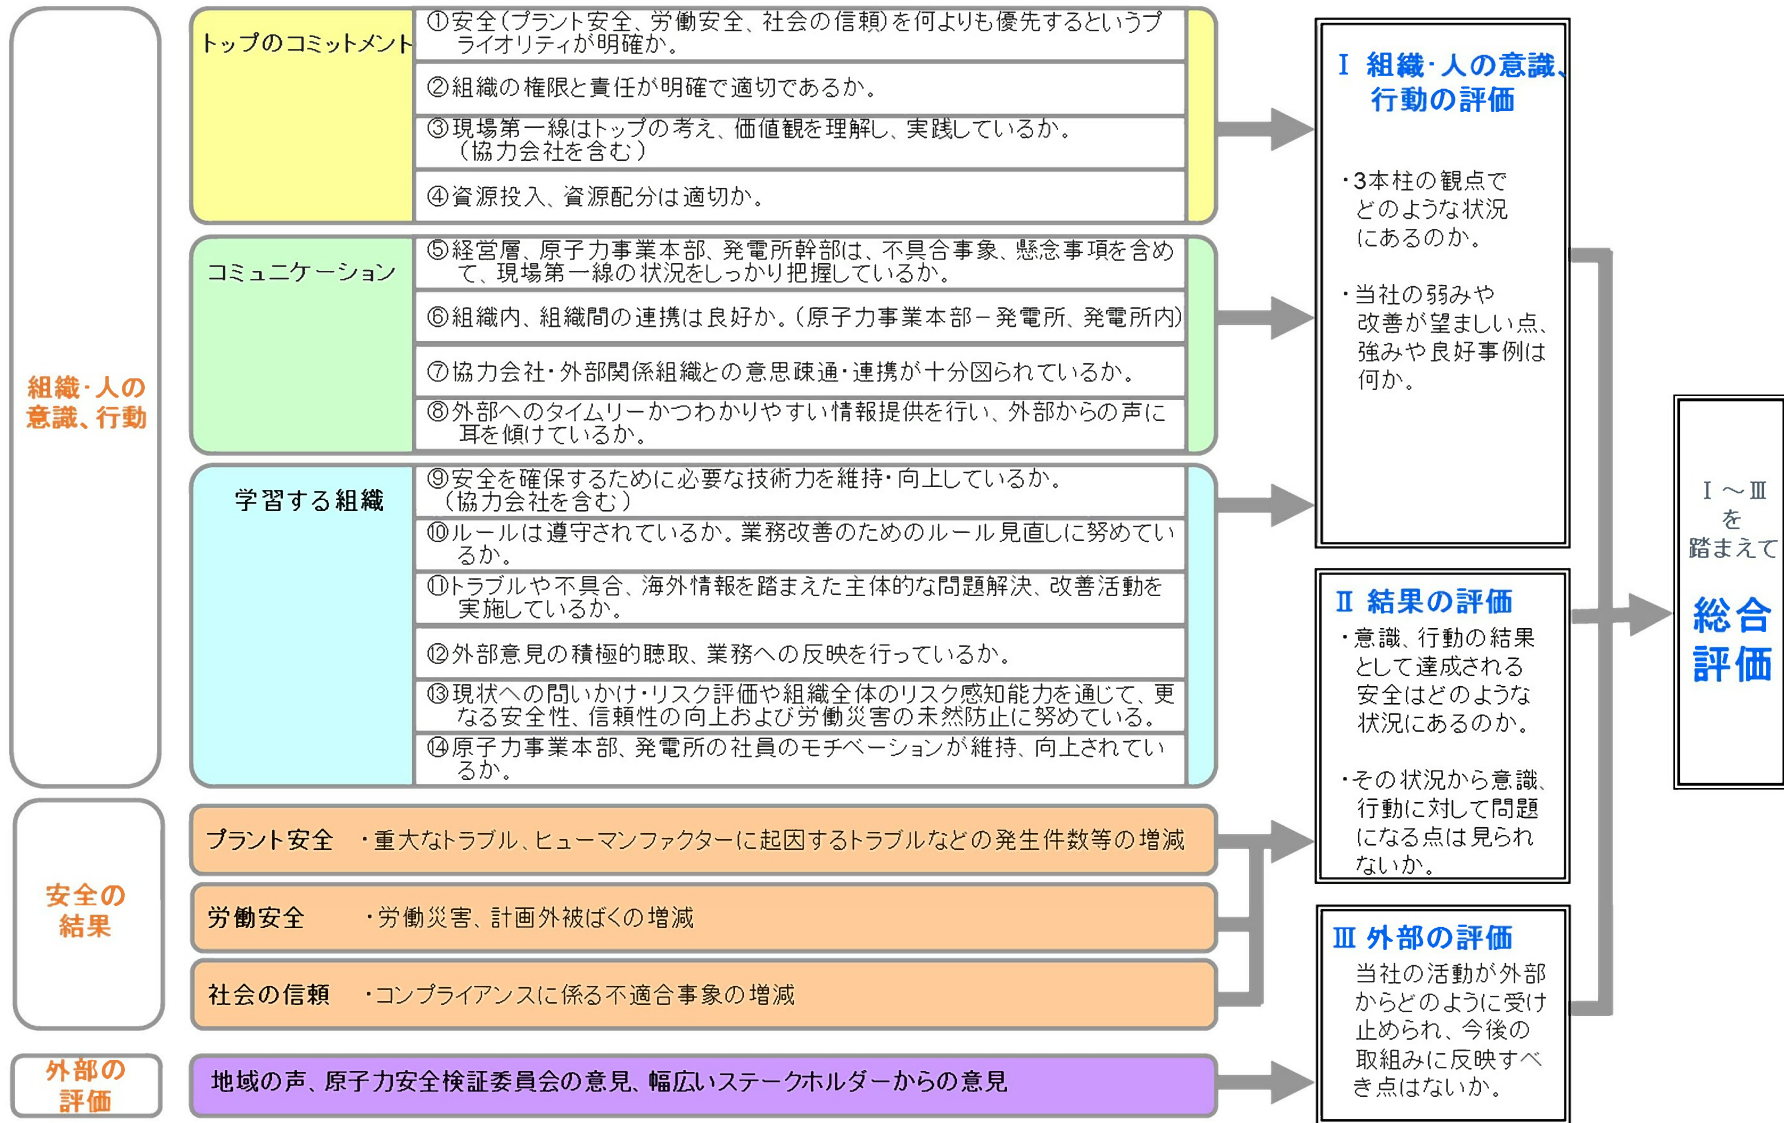 組織・人の
意識、行動
トップのコミットメント
①安全(プラント安全、労働安全、社会の信頼)を何よりも優先するというプ
ライオリティが明確か。
②組織の権限と責任が明確で適切であるか。
③現場第一線はトップの考え、価値観を理解し、実践しているか。
(協力会社を含む)
④資源投入、資源配分は適切か。
コミュニケーション
⑤経営層、原子力事業本部、発電所幹部は、不具合事象、懸念事項を含め
て、現場第一線の状況をしっかり把握しているか。
⑥組織内、組織間の連携は良好か。(原子力事業本部-発電所、発電所内)
⑦協力会社・外部関係組織との意思疎通・連携が十分図られているか。
⑧外部へのタイムリーかつわかりやすい情報提供を行い、外部からの声に
耳を傾けているか。
学習する組織
⑨安全を確保するために必要な技術力を維持・向上しているか。
(協力会社を含む)
⑩ルールは遵守されているか。業務改善のためのルール見直しに努めてい
るか。
⑪トラブルや不具合、海外情報を踏まえた主体的な問題解決、改善活動を
実施しているか。
⑫外部意見の積極的聴取、業務への反映を行っているか。
⑬現状への問いかけ・リスク評価や組織全体のリスク感知能力を通じて、更
なる安全性、信頼性の向上および労働災害の未然防止に努めている。
⑭原子力事業本部、発電所の社員のモチベーションが維持、向上されてい
るか。
安全の
結果
プラント安全 ・重大なトラブル、ヒューマンファクターに起因するトラブルなどの発生件数等の増減
労働安全 ・労働災害、計画外被ばくの増減
社会の信頼 ・コンプライアンスに係る不適合事象の増減
外部の
評価
地域の声、原子力安全検証委員会の意見、幅広いステークホルダーからの意見
Ⅰ 組織・人の意識、
行動の評価
・3本柱の観点で
どのような状況
にあるのか。
・当社の弱みや
改善が望ましい点、
強みや良好事例は
何か。
Ⅱ 結果の評価
・意識、行動の結果
として達成される
安全はどのような
状況にあるのか。
・その状況から意識、
行動に対して問題
になる点は見られ
ないか。
Ⅲ 外部の評価
当社の活動が外部
からどのように受け
止められ、今後の
取組みに反映すべ
き点はないか。
Ⅰ～Ⅲ
を
踏まえて
総合
評価